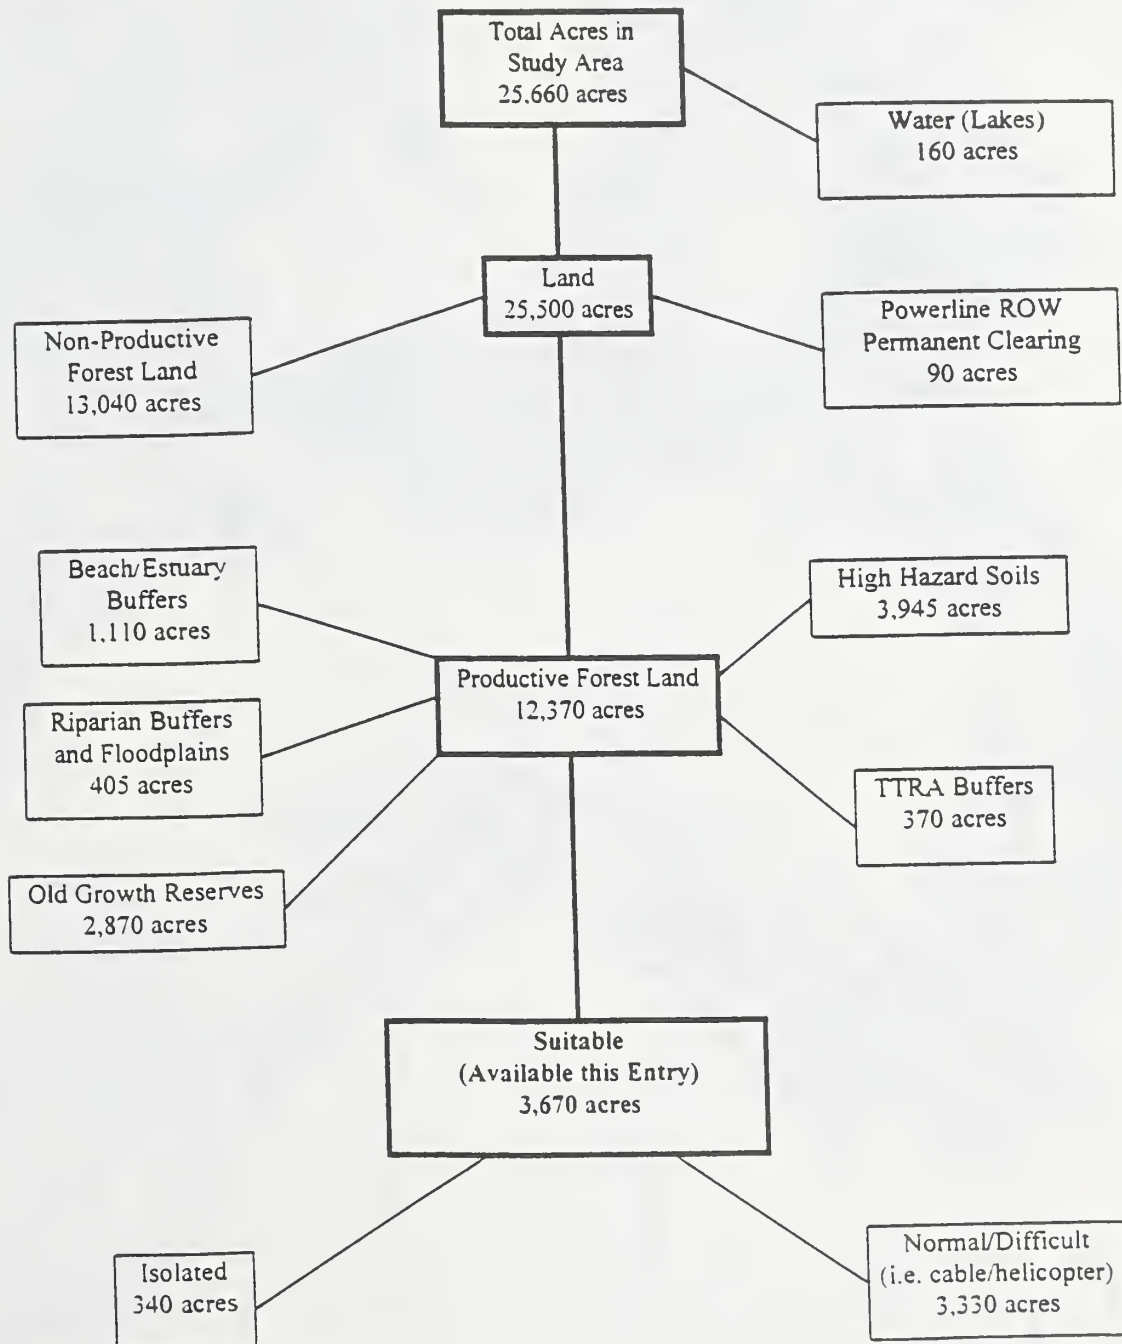 Total Acres in
Study Area
25.660 acres
Water (Lakes)
160 acres
Land
25,500 acres
Non-Productive
Forest Land
13,040 acres
Powerline ROW
Permanent Clearing
90 acres
Beach/Estuary
Buffers
1.110 acres
High Hazard Soils
3,945 acres
Productive Forest Land
12,370 acres
Riparian Buffers
and Floodplains
405 acres
TTRA Buffers
370 acres
Old Growth Reserves
2,870 acres
Suitable
(Available this Entry)
3,670 acres
Isolated
340 acres
Normal/Difficult
(i.e. cable/helicopter)
3,330 acres